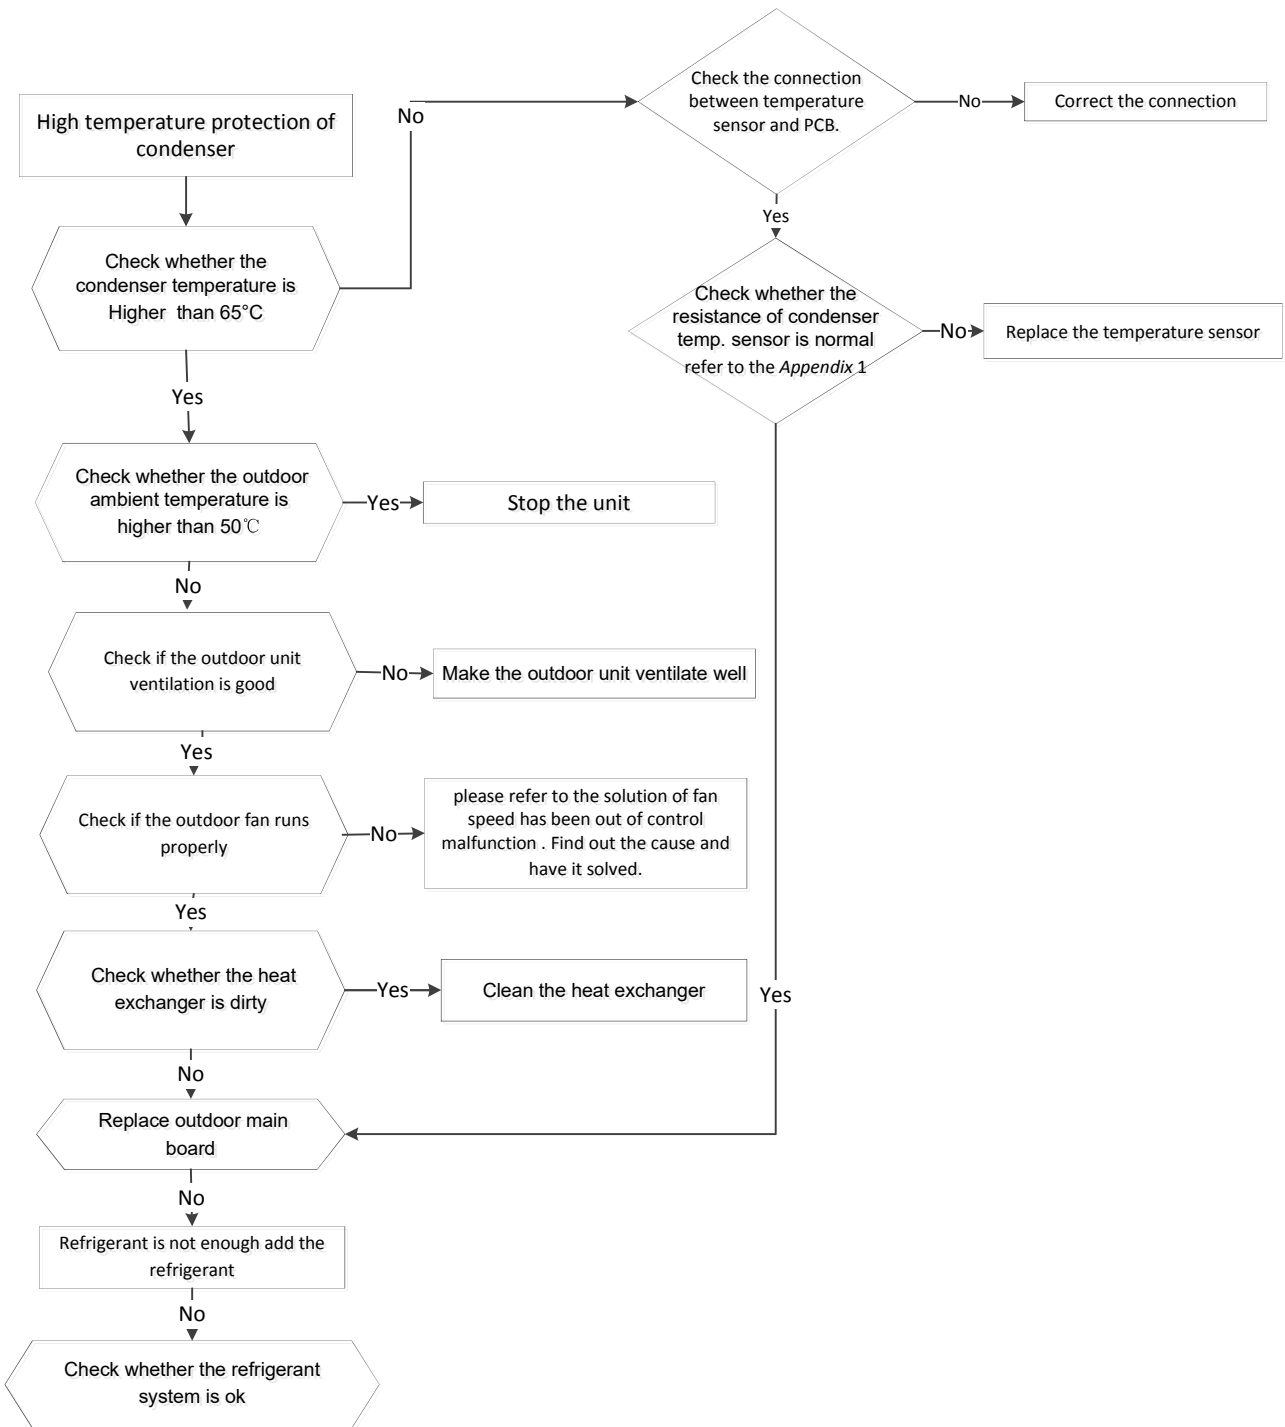 High temperature protection of
condenser
No
Check the connection
between temperature
sensor and PCB.
No
Correct the connection
Yes
Check whether the
condenser temperature is
Higher than 65°C
Check whether the
resistance of condenser
temp. sensor is normal
refer to the Appendix 1
No
Replace the temperature sensor
Yes
Check whether the outdoor
ambient temperature is
higher than 50℃
Yes
Stop the unit
No
Check if the outdoor unit
ventilation is good
No
Make the outdoor unit ventilate well
Yes
Check if the outdoor fan runs
properly
No
please refer to the solution of fan
speed has been out of control
malfunction . Find out the cause and
have it solved.
Yes
Check whether the heat
exchanger is dirty
Yes
Clean the heat exchanger
Yes
No
Replace outdoor main
board
No
Refrigerant is not enough add the
refrigerant
No
Check whether the refrigerant
system is ok